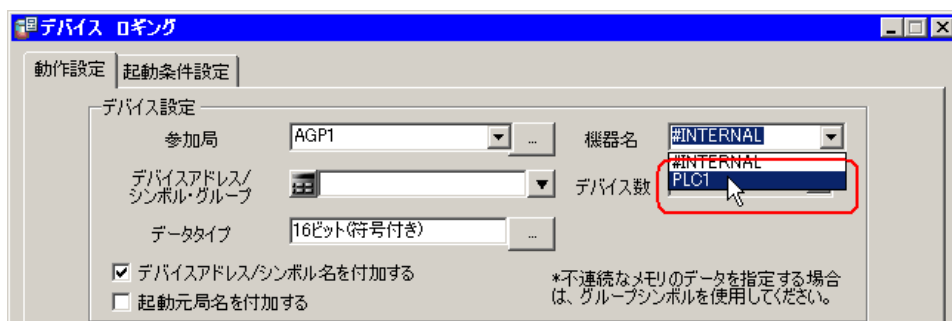 デバイス ロギング
動作設定 起動条件設定
デバイス設定
参加局 AGP1 ... 機器名 #INTERNAL
#INTERNAL
PLC1
デバイスアドレス/
シンボル・グループ
デバイス数
データタイプ 16ビット(符号付き) ...
デバイスアドレス/シンボル名を付加する
起動元局名を付加する
*不連続なメモリのデータを指定する場合
は、グループシンボルを使用してください。